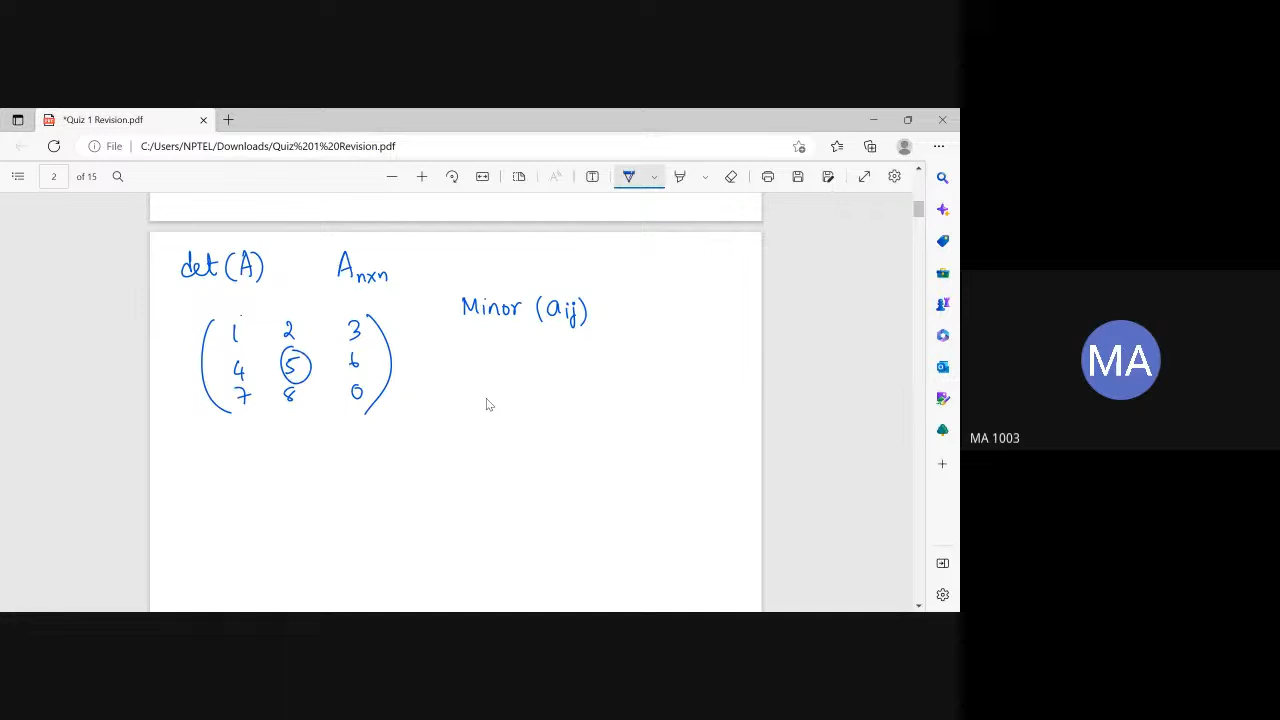 *Quiz 1 Revision.pdf
File C:/Users/NPTEL/Downloads/Quiz%201%20Revision.pdf
2 of 15
det (A) Anxn
Minor (aij)
1 2 3
4 5 6
7 8 0
MA
MA 1003